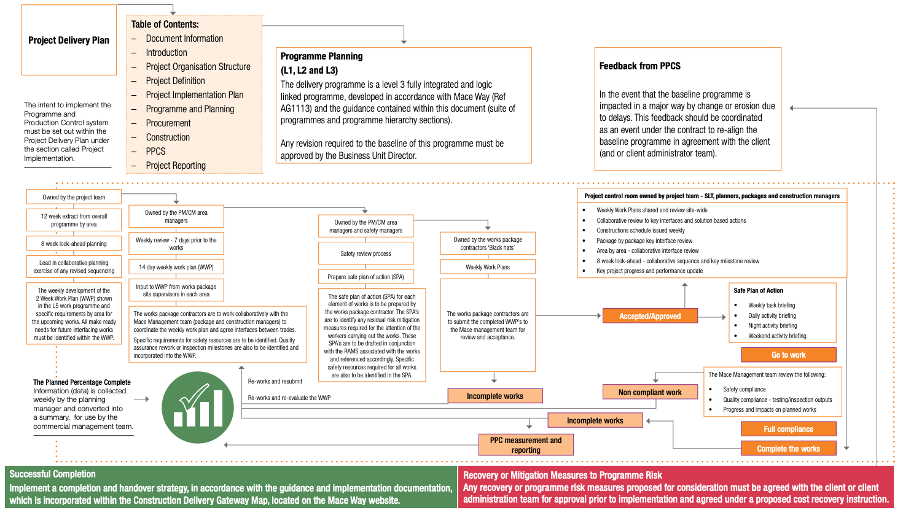 Project Delivery Plan
The intent to implement the
Programme and
Production Control system
must be set out within the
Project Delivery Plan under
the section called Project
Implementation.
Table of Contents:
– Document Information
– Introduction
– Project Organisation Structure
– Project Definition
– Project Implementation Plan
– Programme and Planning
– Procurement
– Construction
– PPCS
– Project Reporting
Programme Planning
(L1, L2 and L3)
The delivery programme is a level 3 fully integrated and logic
linked programme, developed in accordance with Mace Way (Ref
AG1113) and the guidance contained within this document (suite of
programmes and programme hierarchy sections).
Any revision required to the baseline of this programme must be
approved by the Business Unit Director.
Feedback from PPCS
In the event that the baseline programme is
impacted in a major way by change or erosion due
to delays. This feedback should be coordinated
as an event under the contract to re-align the
baseline programme in agreement with the client
(and or client administrator team).
Owned by the project team
12 week extract from overall
programme by area
8 week look-ahead planning
Lead in collaborative planning
exercise of any revised sequencing
The weekly development of the
2 Week Work Plan (WWP) shown
in the L5 work programme and
specific requirements by area for
the upcoming works. All make ready
needs for future interfacing works
must be identified within the WWP.
Owned by the PM/CM area
managers
Weekly review - 7 days prior to the
works
14 day weekly work plan (WWP)
Input to WWP from works package
site supervisors in each area
The works package contractors are to work collaboratively with the
Mace Management team (package and construction managers) to
coordinate the weekly work plan and agree interfaces between trades.
Specific requirements for safety resources are to be identified. Quality
assurance rework or inspection milestones are also to be identified and
incorporated into the WWP.
Owned by the PM/CM area
managers and safety managers
Safety review process
Prepare safe plan of action (SPA)
The safe plan of action (SPA) for each
element of works is to be prepared by
the works package contractor. The SPA's
are to identify any residual risk mitigation
measures required for the attention of the
workers carrying out the works. These
SPA's are to be drafted in conjunction
with the RAMS associated with the works
and referenced accordingly. Specific
safety resources required for all works
are also to be identified in the SPA.
Owned by the works package
contractors 'Black hats'
Weekly Work Plans
The works package contractors are
to submit the completed WWP's to
the Mace management team for
review and acceptance.
Project control room owned by project team - SLT, planners, packages and construction managers
• Weekly Work Plans shared and review site-wide
• Collaborative review to key interfaces and solution based actions
• Constructions schedule issued weekly
• Package by package key interface review
• Area by area - collaborative interface review
• 8 week look-ahead - collaborative sequence and key milestone review
• Key project progress and performance update
Accepted/Approved
Safe Plan of Action
• Weekly task briefing
• Daily activity briefing
• Night activity briefing
• Weekend activity briefing
Go to work
The Mace Management team review the following:
• Safety compliance
• Quality compliance - testing/inspection outputs
• Progress and impacts on planned works
Full compliance
Complete the works
Non compliant work
Incomplete works
Incomplete works
PPC measurement and
reporting
Re-works and resubmit
Re-works and re-evaluate the WWP
The Planned Percentage Complete
Information (data) is collected
weekly by the planning
manager and converted into
a summary, for use by the
commercial management team.
Successful Completion
Implement a completion and handover strategy, in accordance with the guidance and implementation documentation,
which is incorporated within the Construction Delivery Gateway Map, located on the Mace Way website.
Recovery or Mitigation Measures to Programme Risk
Any recovery or programme risk measures proposed for consideration must be agreed with the client or client
administration team for approval prior to implementation and agreed under a proposed cost recovery instruction.